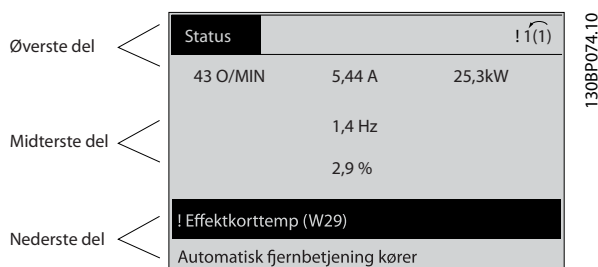 Øverste del
Status
! 1(1)
43 O/MIN 5,44 A 25,3kW
Midterste del
1,4 Hz
2,9 %
! Effektkorttemp (W29)
Nederste del
Automatisk fjernbetjening kører
130BP074.10